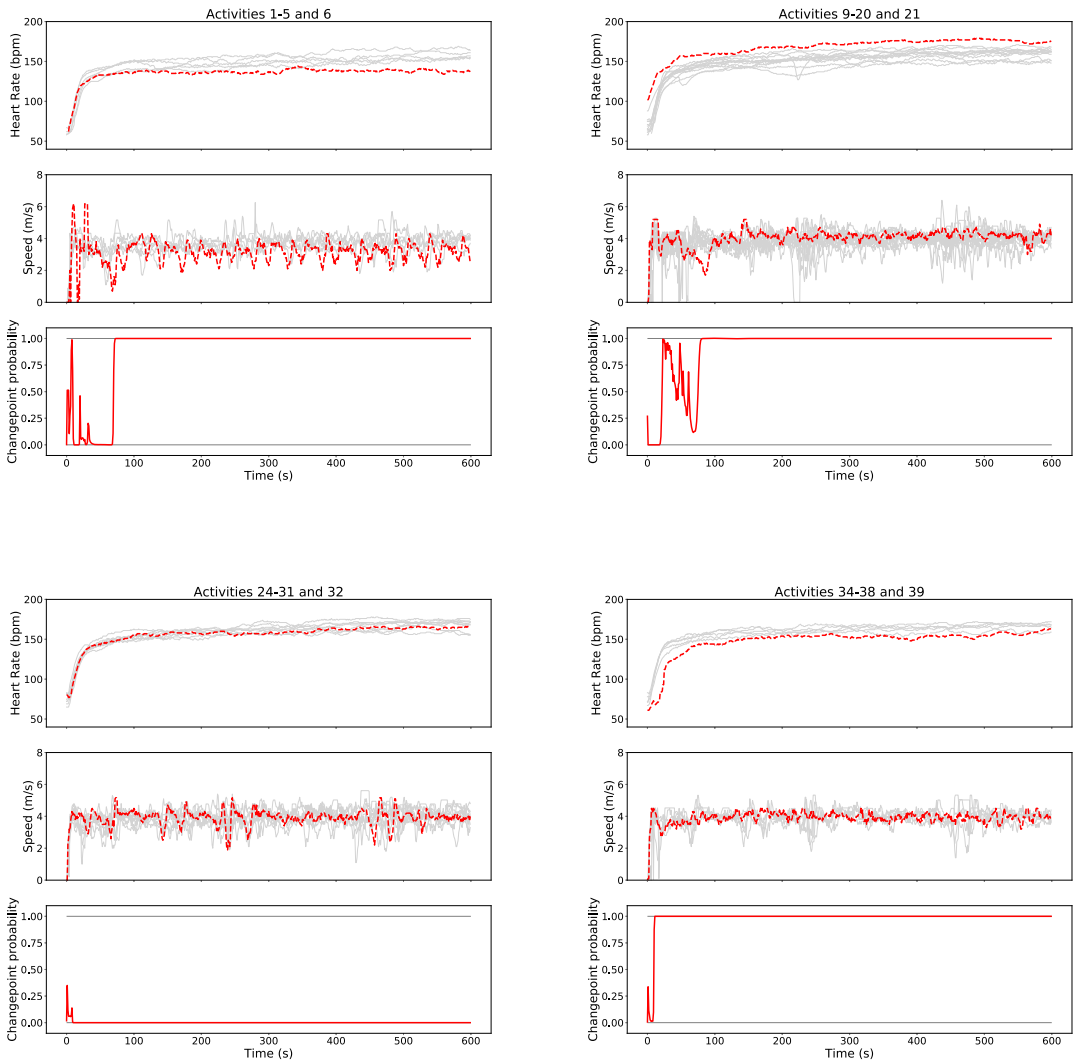 Activities 1-5 and 6
Heart Rate (bpm)
200
150
100
50
Speed (m/s)
8
6
4
2
0
Changepoint probability
1.00
0.75
0.50
0.25
0.00
0 100 200 300 400 500 600
Time (s)
Activities 9-20 and 21
Heart Rate (bpm)
200
150
100
50
Speed (m/s)
8
6
4
2
0
Changepoint probability
1.00
0.75
0.50
0.25
0.00
0 100 200 300 400 500 600
Time (s)
Activities 24-31 and 32
Heart Rate (bpm)
200
150
100
50
Speed (m/s)
8
6
4
2
0
Changepoint probability
1.00
0.75
0.50
0.25
0.00
0 100 200 300 400 500 600
Time (s)
Activities 34-38 and 39
Heart Rate (bpm)
200
150
100
50
Speed (m/s)
8
6
4
2
0
Changepoint probability
1.00
0.75
0.50
0.25
0.00
0 100 200 300 400 500 600
Time (s)